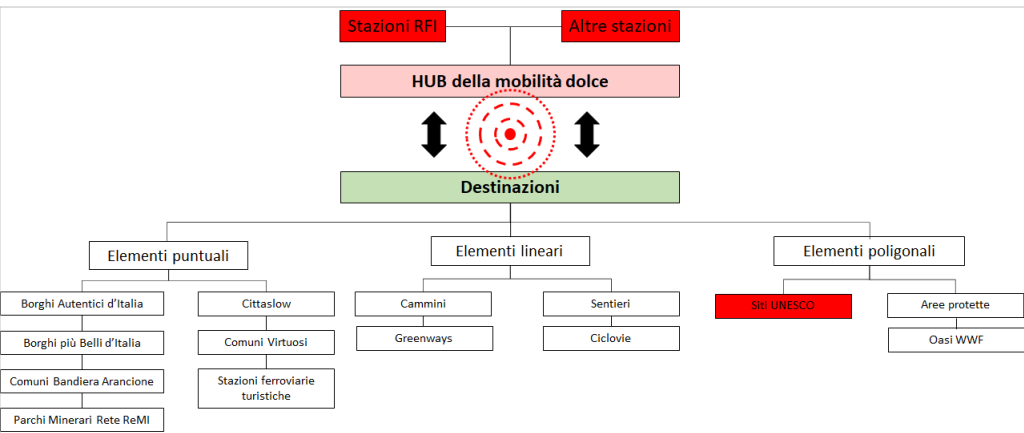 Stazioni RFI
Altre stazioni
HUB della mobilità dolce
Destinazioni
Elementi puntuali
Elementi lineari
Elementi poligonali
Borghi Autentici d’Italia
Cittaslow
Cammini
Sentieri
Siti UNESCO
Aree protette
Borghi più Belli d’Italia
Comuni Virtuosi
Greenways
Ciclovie
Oasi WWF
Comuni Bandiera Arancione
Stazioni ferroviarie
turistiche
Parchi Minerari Rete ReMI